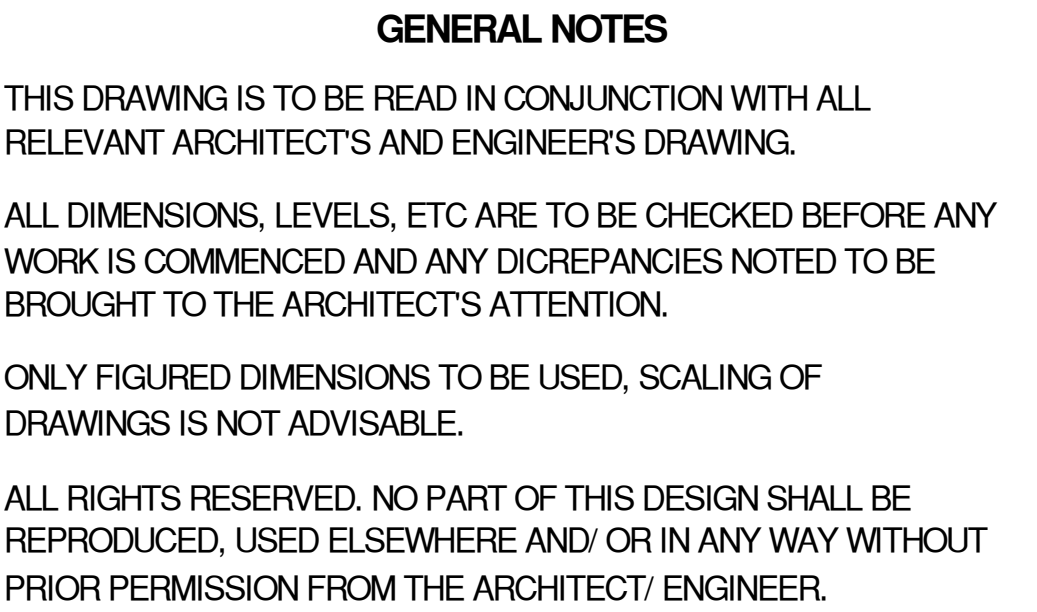 GENERAL NOTES
THIS DRAWING IS TO BE READ IN CONJUNCTION WITH ALL
RELEVANT ARCHITECT'S AND ENGINEER'S DRAWING.
ALL DIMENSIONS, LEVELS, ETC ARE TO BE CHECKED BEFORE ANY
WORK IS COMMENCED AND ANY DICREPANCIES NOTED TO BE
BROUGHT TO THE ARCHITECT'S ATTENTION.
ONLY FIGURED DIMENSIONS TO BE USED, SCALING OF
DRAWINGS IS NOT ADVISABLE.
ALL RIGHTS RESERVED. NO PART OF THIS DESIGN SHALL BE
REPRODUCED, USED ELSEWHERE AND/ OR IN ANY WAY WITHOUT
PRIOR PERMISSION FROM THE ARCHITECT/ ENGINEER.